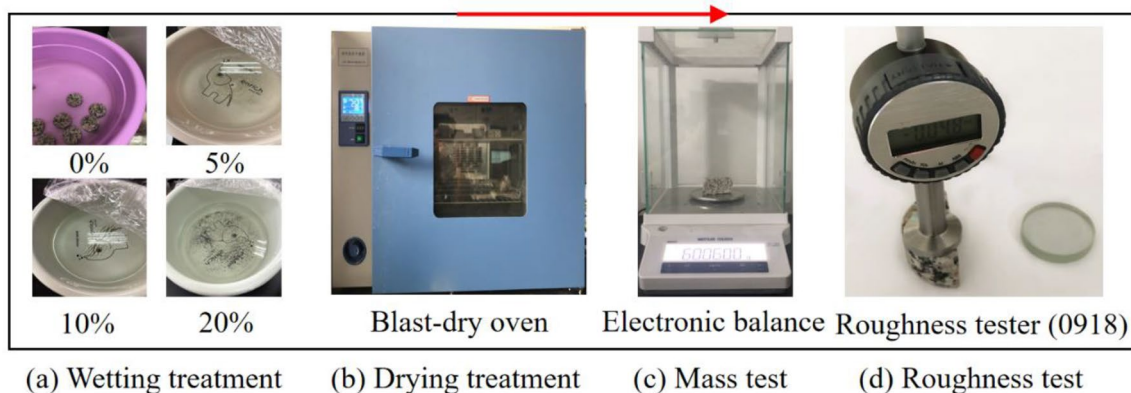 0%
5%
10%
20%
Blast-dry oven
Electronic balance
Roughness tester (0918)
(a) Wetting treatment
(b) Drying treatment
(c) Mass test
(d) Roughness test